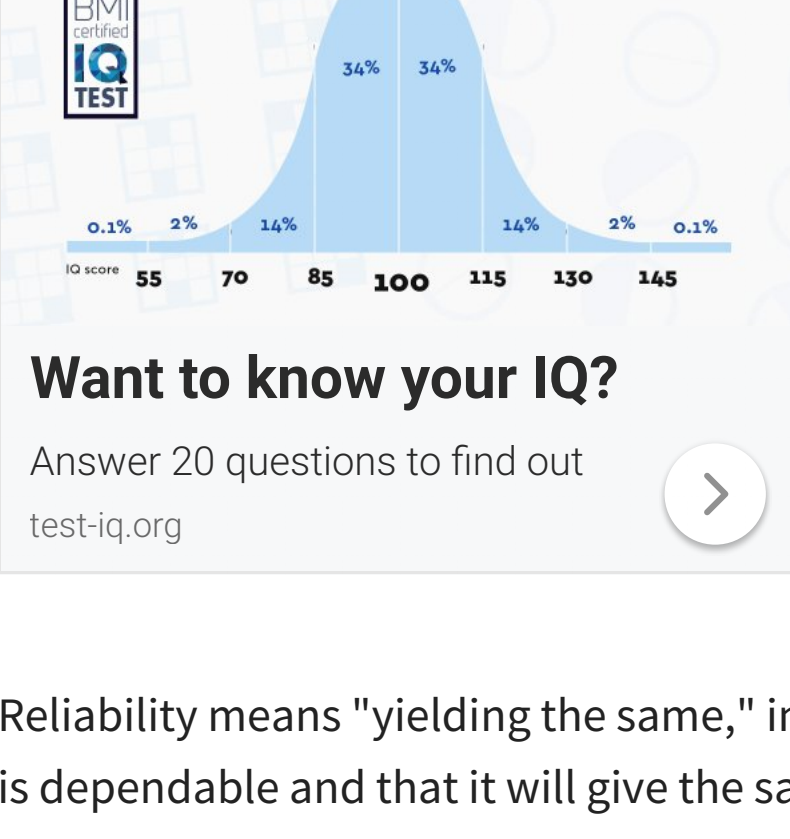 BMI
certified
IQ
TEST
34% 34%
0.1% 2% 14% 14% 2% 0.1%
IQ score 55 70 85 100 115 130 145
Want to know your IQ?
Answer 20 questions to find out
test-iq.org
Reliability means "yielding the same,"
is dependable and that it will give the